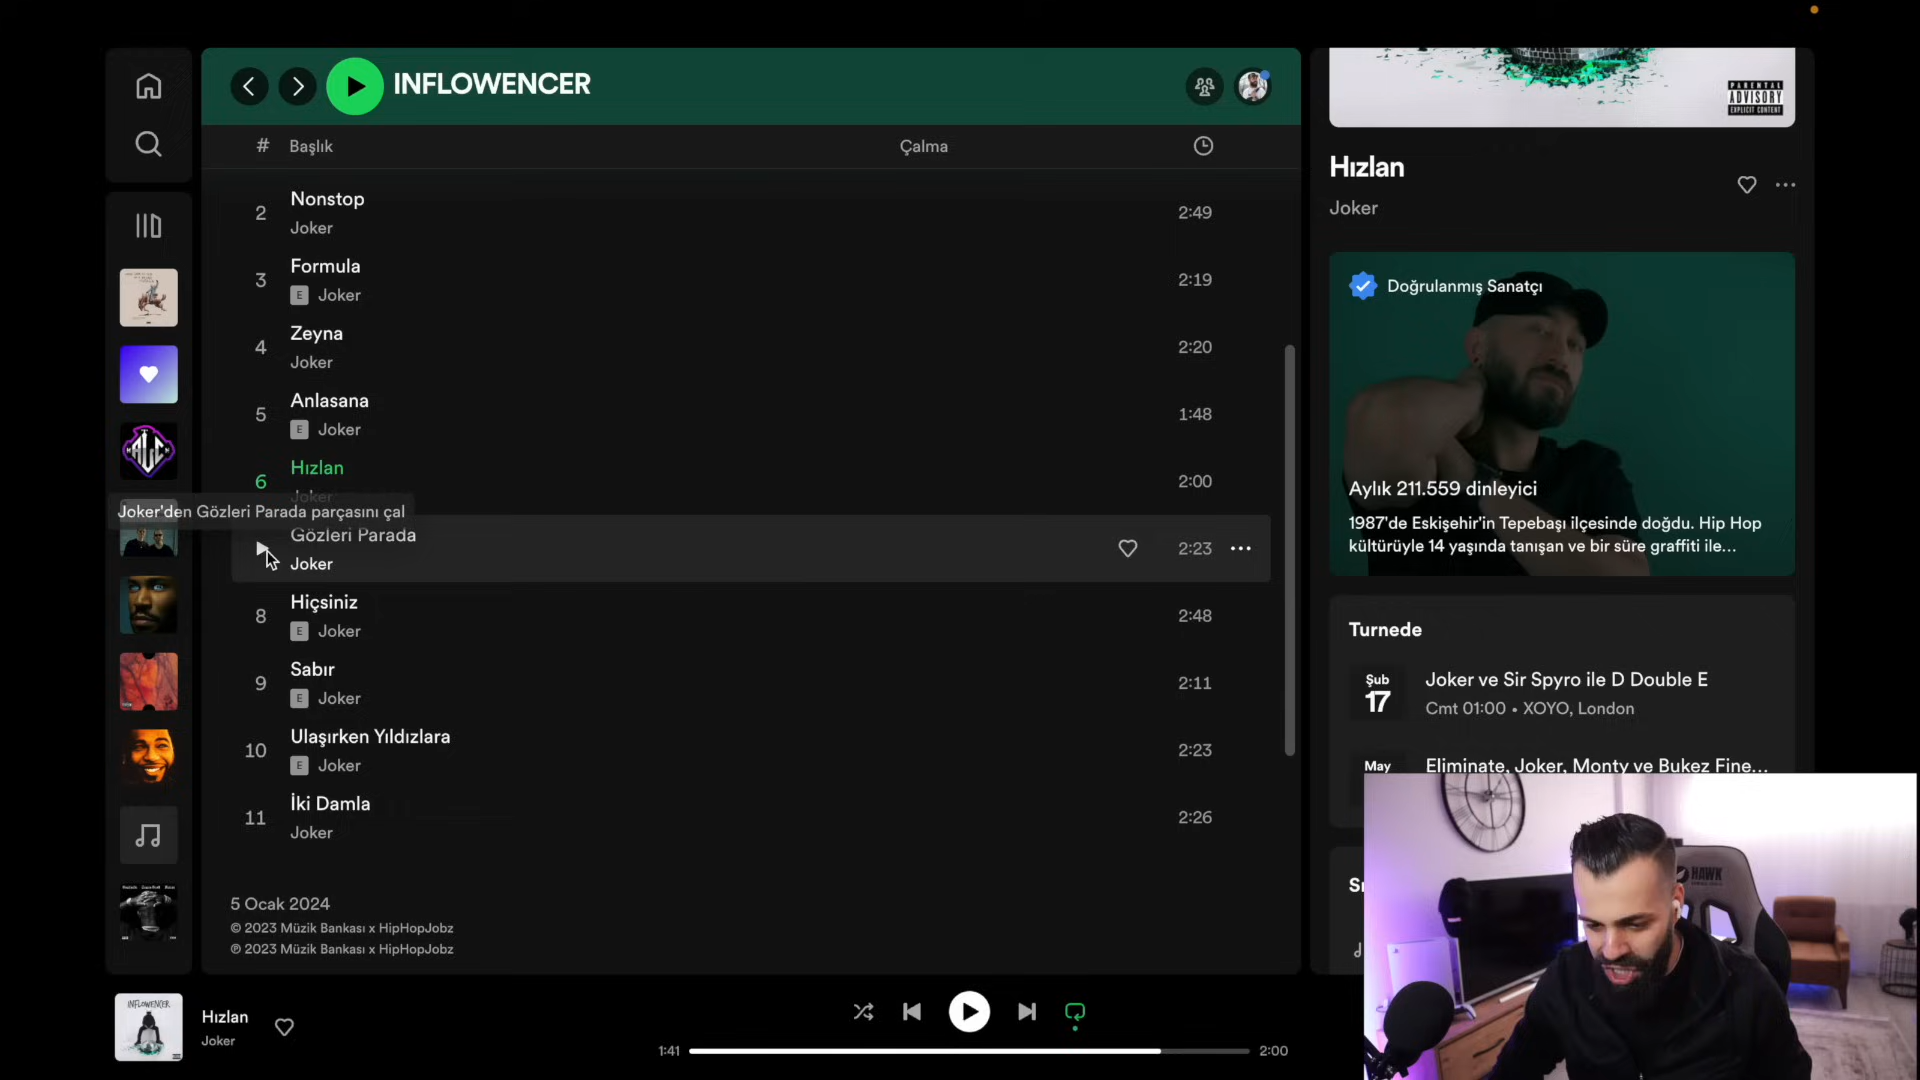 INFLOWENCER
# Başlık Çalma
2 Nonstop 2:49
Joker
3 Formula 2:19
E Joker
4 Zeyna 2:20
Joker
5 Anlasana 1:48
E Joker
6 Hızlan 2:00
Joker
Joker'den Gözleri Parada parçasını çal
Gözleri Parada 2:23
Joker
8 Hiçsiniz 2:48
E Joker
9 Sabır 2:11
E Joker
10 Ulaşırken Yıldızlara 2:23
E Joker
11 İki Damla 2:26
Joker
5 Ocak 2024
© 2023 Müzik Bankası x HipHopJobz
℗ 2023 Müzik Bankası x HipHopJobz
PARENTAL
ADVISORY
EXPLICIT CONTENT
Hızlan
Joker
Doğrulanmış Sanatçı
Aylık 211.559 dinleyici
1987'de Eskişehir'in Tepebaşı ilçesinde doğdu. Hip Hop
kültürüyle 14 yaşında tanışan ve bir süre graffiti ile...
Turnede
Şub
17
Joker ve Sir Spyro ile D Double E
Cmt 01:00 • XOYO, London
May
Eliminate, Joker, Monty ve Bukez Fine...
HAWK
INFLOWENCER
Hızlan
Joker
1:41
2:00